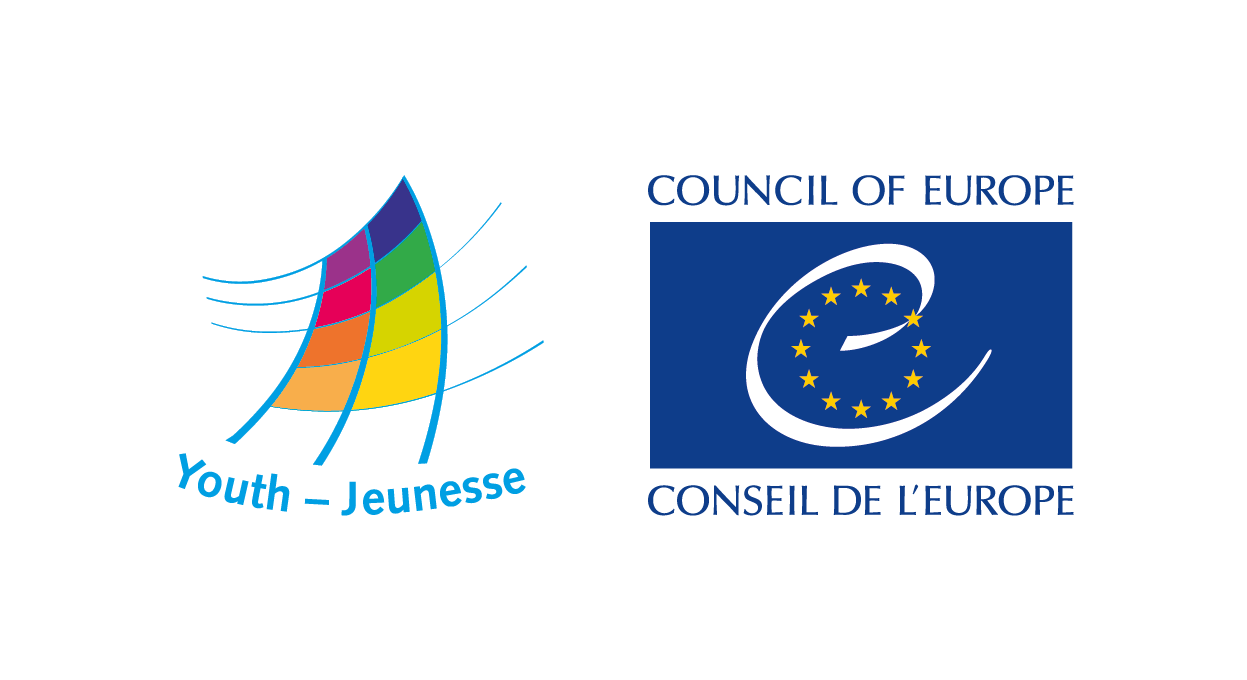 Youth – Jeunesse
COUNCIL OF EUROPE
CONSEIL DE L'EUROPE